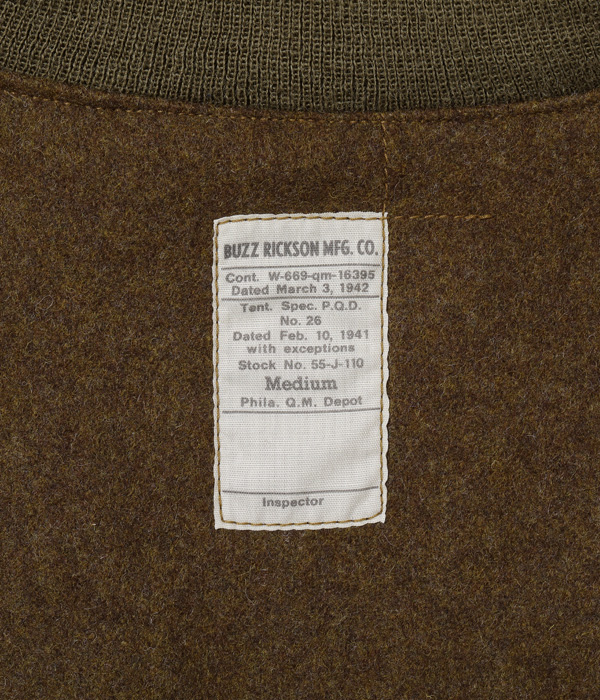 BUZZ RICKSON MFG. CO.
Cont. W-669-qm-16395
Dated March 3, 1942
Tent. Spec. P.Q.D.
No. 26
Dated Feb. 10, 1941
with exceptions
Stock No. 55-J-110
Medium
Phila. Q.M. Depot
Inspector